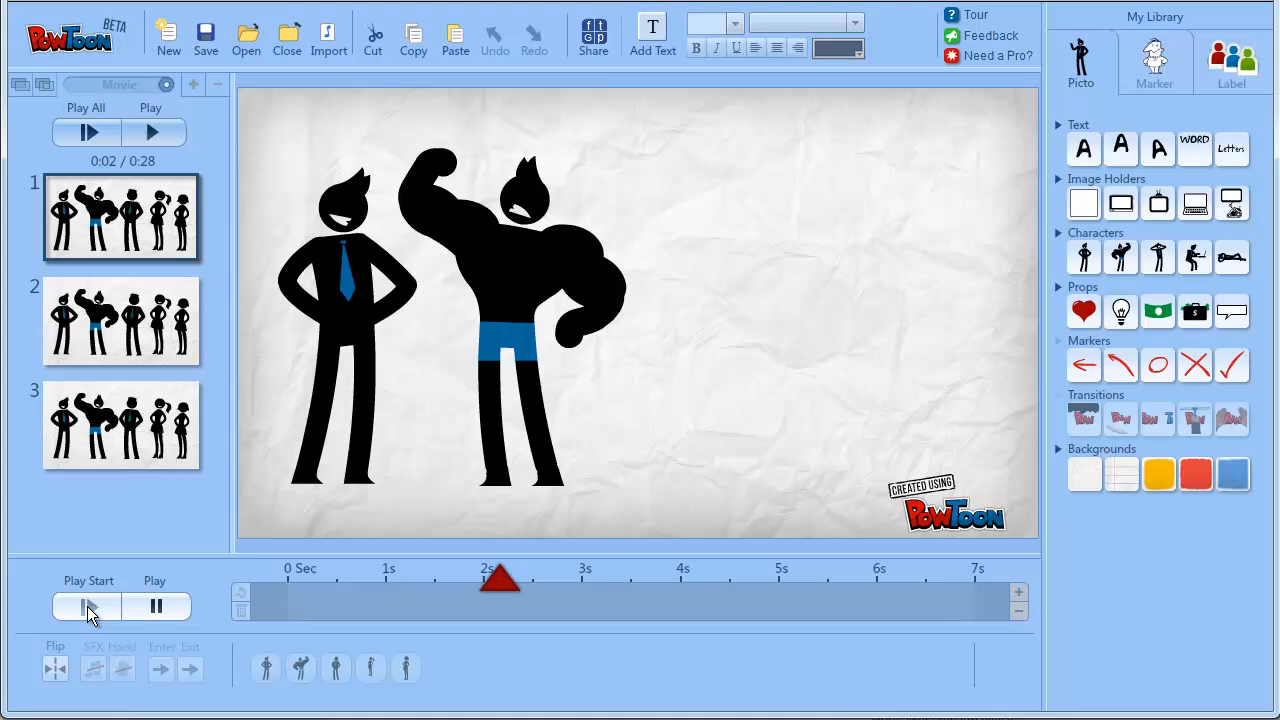 POWTOON BETA
New
Save
Open
Close
Import
Cut
Copy
Paste
Undo
Redo
f t
g p
Share
T
Add Text
B I U
Tour
Feedback
Need a Pro?
My Library
Picto
Marker
Label
Movie
Play All
Play
0:02 / 0:28
1
2
3
Text
A
A
A
WORD
Letters
Image Holders
Characters
Props
$
Markers
Transitions
Backgrounds
CREATED USING
POWTOON
Play Start
Play
0 Sec 1s 2s 3s 4s 5s 6s 7s
Flip
SFX
Hand
Enter
Exit